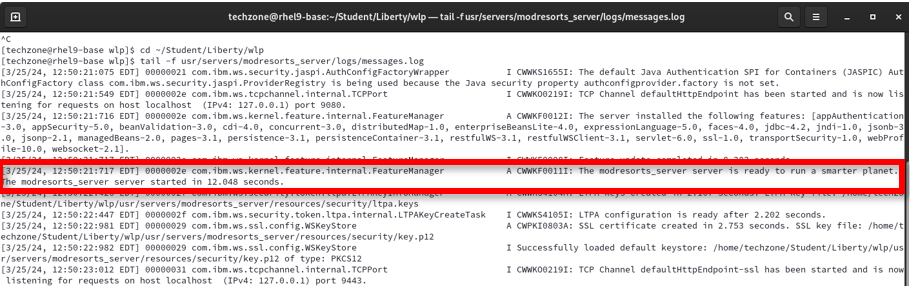 techzone@rhel9-base:~/Student/Liberty/wlp — tail -f usr/servers/modresorts_server/logs/messages.log
^C
[techzone@rhel9-base wlp]$ cd ~/Student/Liberty/wlp
[techzone@rhel9-base wlp]$ tail -f usr/servers/modresorts_server/logs/messages.log
[3/25/24, 12:50:21:075 EDT] 00000021 com.ibm.ws.security.jaspi.AuthConfigFactoryWrapper I CWWKS1655I: The default Java Authentication SPI for Containers (JASPIC) Aut
hConfigFactory class com.ibm.ws.security.jaspi.ProviderRegistry is being used because the Java security property authconfigprovider.factory is not set.
[3/25/24, 12:50:21:549 EDT] 0000002e com.ibm.ws.tcpchannel.internal.TCPPort I CWWKO0219I: TCP Channel defaultHttpEndpoint has been started and is now lis
tening for requests on host localhost (IPv4: 127.0.0.1) port 9080.
[3/25/24, 12:50:21:716 EDT] 0000002e com.ibm.ws.kernel.feature.internal.FeatureManager A CWWKF0012I: The server installed the following features: [appAuthentication
-3.0, appSecurity-5.0, beanValidation-3.0, cdi-4.0, concurrent-3.0, distributedMap-1.0, enterpriseBeansLite-4.0, expressionLanguage-5.0, faces-4.0, jdbc-4.2, jndi-1.0, jsonb-3
.0, jsonp-2.1, managedBeans-2.0, pages-3.1, persistence-3.1, persistenceContainer-3.1, restfulWS-3.1, restfulWSClient-3.1, servlet-6.0, ssl-1.0, transportSecurity-1.0, webProf
ile-10.0, websocket-2.1].
[3/25/24, 12:50:21:717 EDT] 0000002e com.ibm.ws.kernel.feature.internal.FeatureManager A CWWKF0011I: The modresorts_server server is ready to run a smarter planet.
The modresorts_server server started in 12.048 seconds.
e/Student/Liberty/wlp/usr/servers/modresorts_server/resources/security/ltpa.keys
[3/25/24, 12:50:22:447 EDT] 0000002f com.ibm.ws.security.token.ltpa.internal.LTPAKeyCreateTask I CWWKS4105I: LTPA configuration is ready after 2.202 seconds.
[3/25/24, 12:50:22:981 EDT] 00000029 com.ibm.ws.ssl.config.WSKeyStore A CWPKI0803A: SSL certificate created in 2.753 seconds. SSL key file: /home/t
echzone/Student/Liberty/wlp/usr/servers/modresorts_server/resources/security/key.p12
[3/25/24, 12:50:22:982 EDT] 00000029 com.ibm.ws.ssl.config.WSKeyStore I Successfully loaded default keystore: /home/techzone/Student/Liberty/wlp/us
r/servers/modresorts_server/resources/security/key.p12 of type: PKCS12
[3/25/24, 12:50:23:012 EDT] 00000031 com.ibm.ws.tcpchannel.internal.TCPPort I CWWKO0219I: TCP Channel defaultHttpEndpoint-ssl has been started and is now
listening for requests on host localhost (IPv4: 127.0.0.1) port 9443.